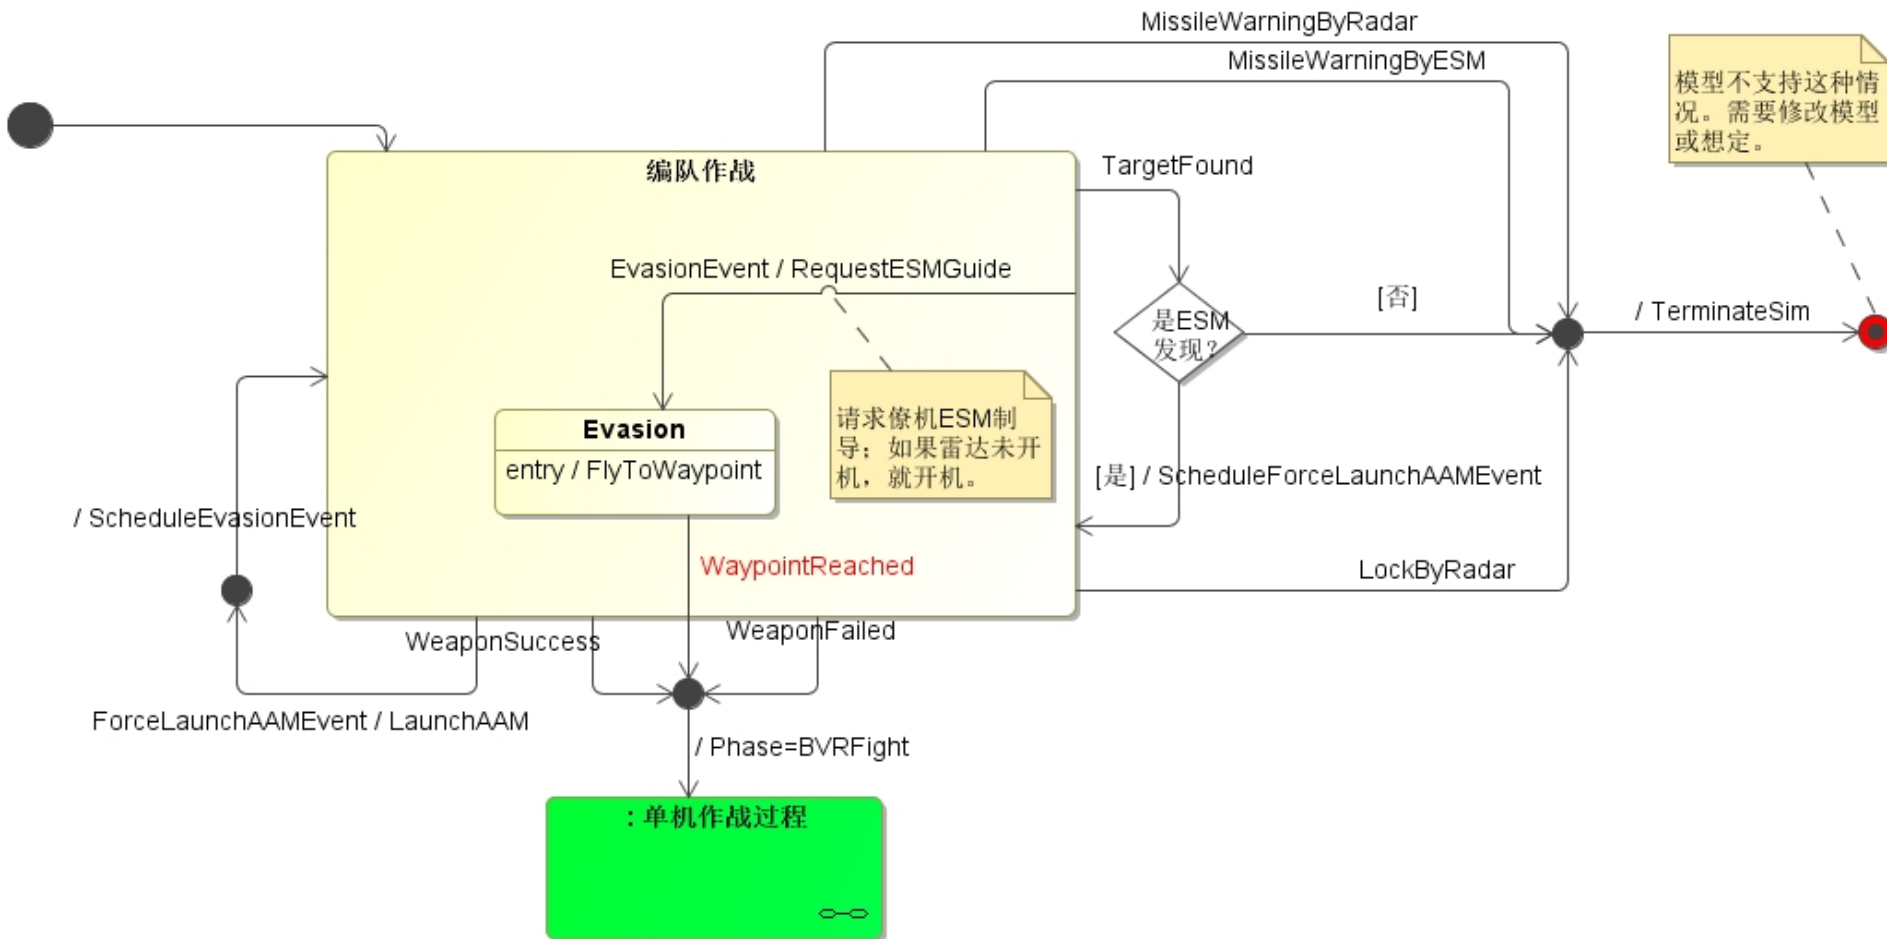 MissileWarningByRadar
MissileWarningByESM
模型不支持这种情
况。需要修改模型
或想定。
编队作战
TargetFound
EvasionEvent / RequestESMGuide
[否]
/ TerminateSim
是ESM
发现?
请求僚机ESM制
导；如果雷达未开
机，就开机。
Evasion
entry / FlyToWaypoint
[是] / ScheduleForceLaunchAAMEvent
/ ScheduleEvasionEvent
WaypointReached
LockByRadar
WeaponSuccess
WeaponFailed
ForceLaunchAAMEvent / LaunchAAM
/ Phase=BVRFight
: 单机作战过程